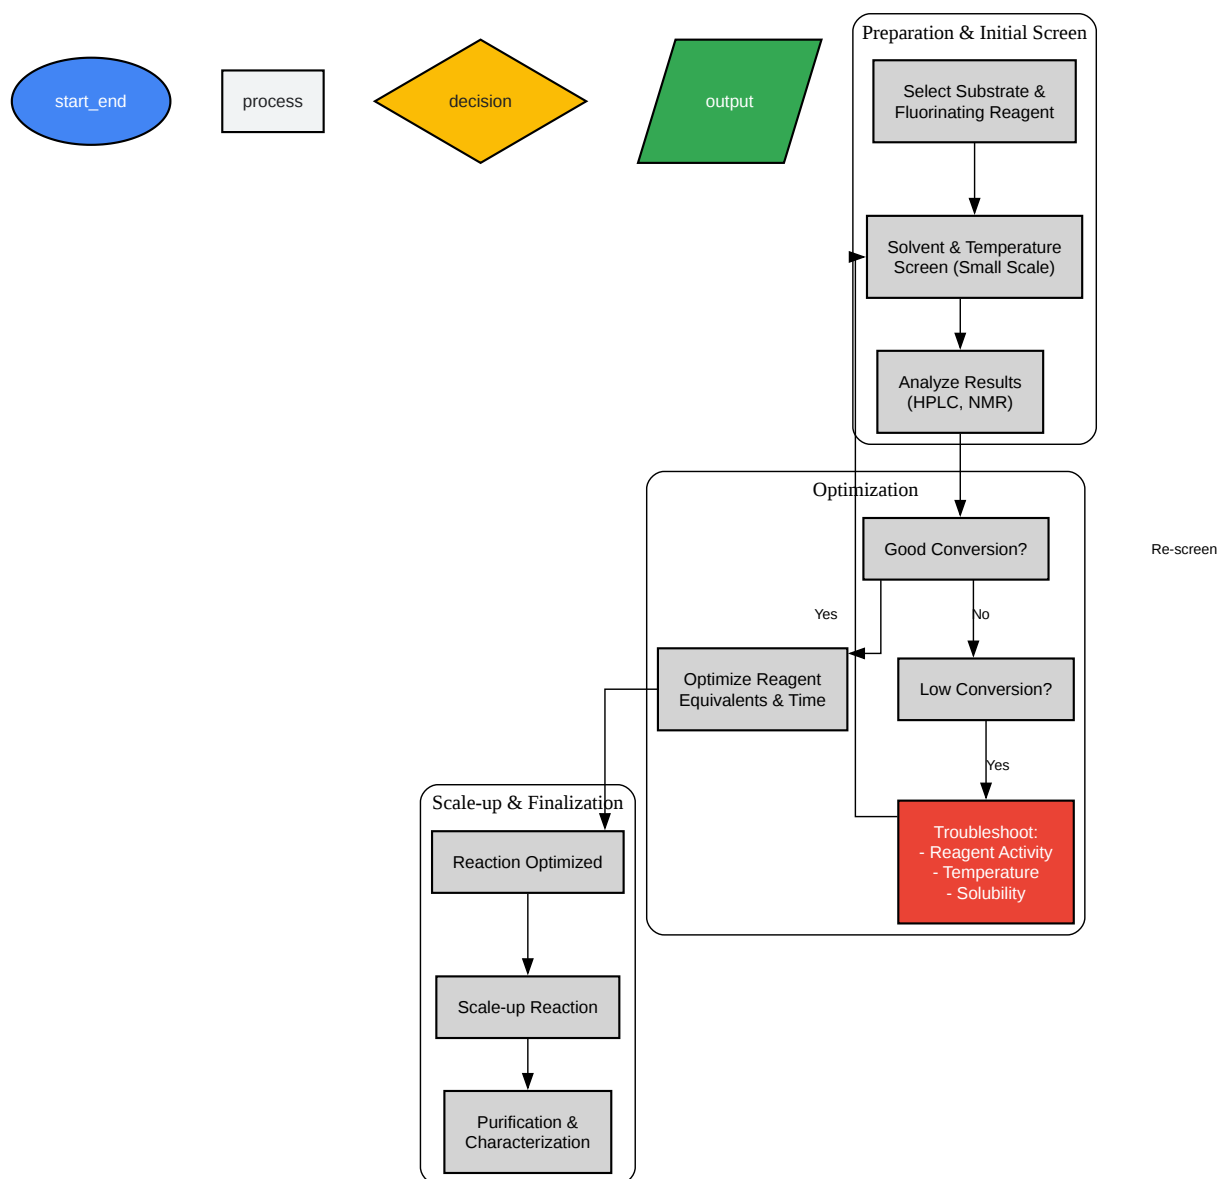 start_end
process
decision
output
Preparation & Initial Screen
Select Substrate &
Fluorinating Reagent
Solvent & Temperature
Screen (Small Scale)
Analyze Results
(HPLC, NMR)
Optimization
Good Conversion?
Re-screen
Yes
No
Optimize Reagent
Equivalents & Time
Low Conversion?
Yes
Troubleshoot:
- Reagent Activity
- Temperature
- Solubility
Scale-up & Finalization
Reaction Optimized
Scale-up Reaction
Purification &
Characterization